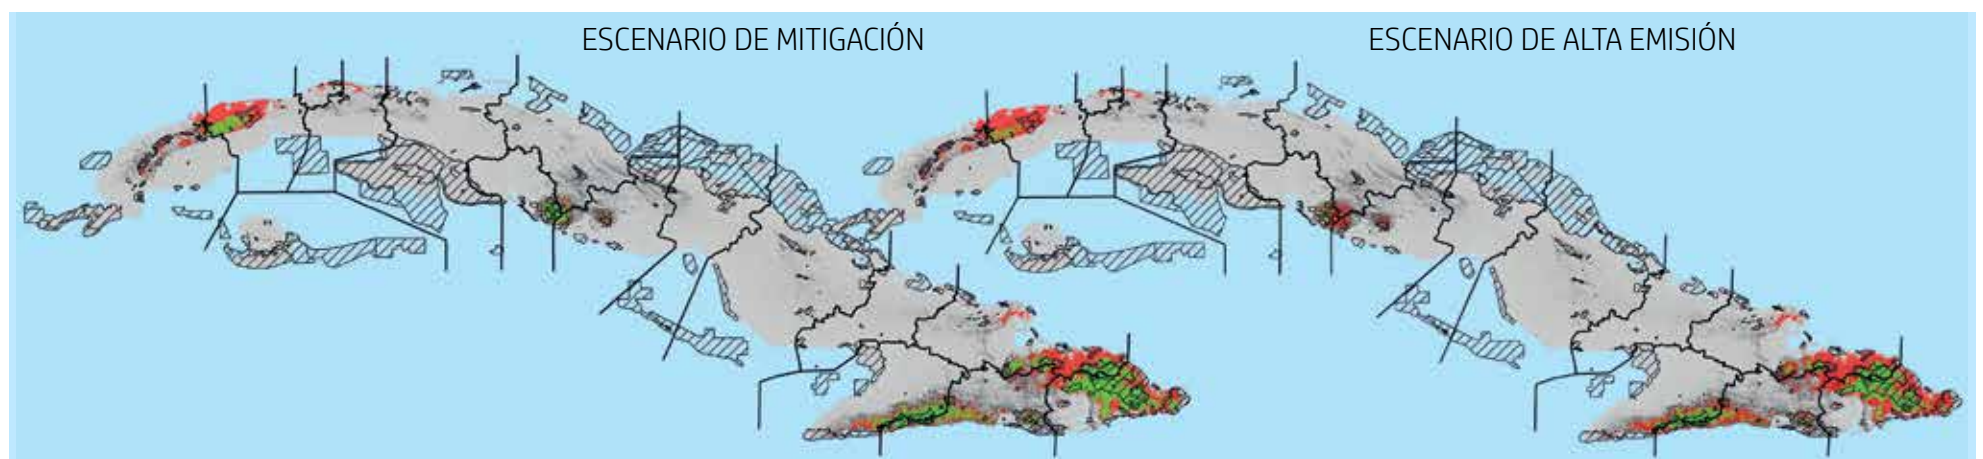 ESCENARIO DE MITIGACIÓN
ESCENARIO DE ALTA EMISIÓN